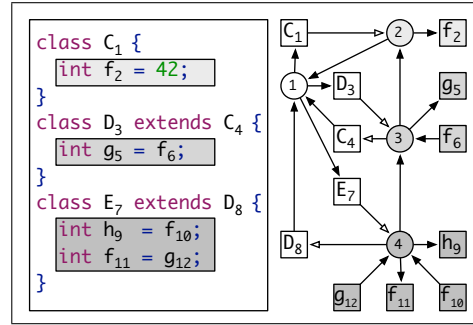 class C₁ {
int f₂ = 42;
}
class D₃ extends C₄ {
int g₅ = f₆;
}
class E₇ extends D₈ {
int h₉ = f₁₀;
int f₁₁ = g₁₂;
}
C₁
2
f₂
1
D₃
g₅
C₄
3
f₆
E₇
D₈
4
h₉
g₁₂
f₁₁
f₁₀